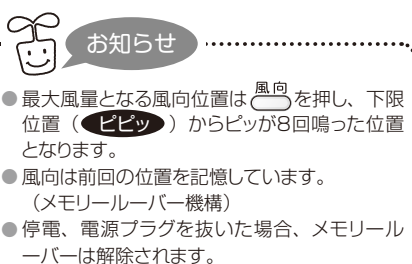 お知らせ
●最大風量となる風向位置は風向を押し、下限
位置（ピピッ）からピッが8回鳴った位置
となります。
●風向は前回の位置を記憶しています。
（メモリールーバー機構）
●停電、電源プラグを抜いた場合、メモリール
ーバーは解除されます。